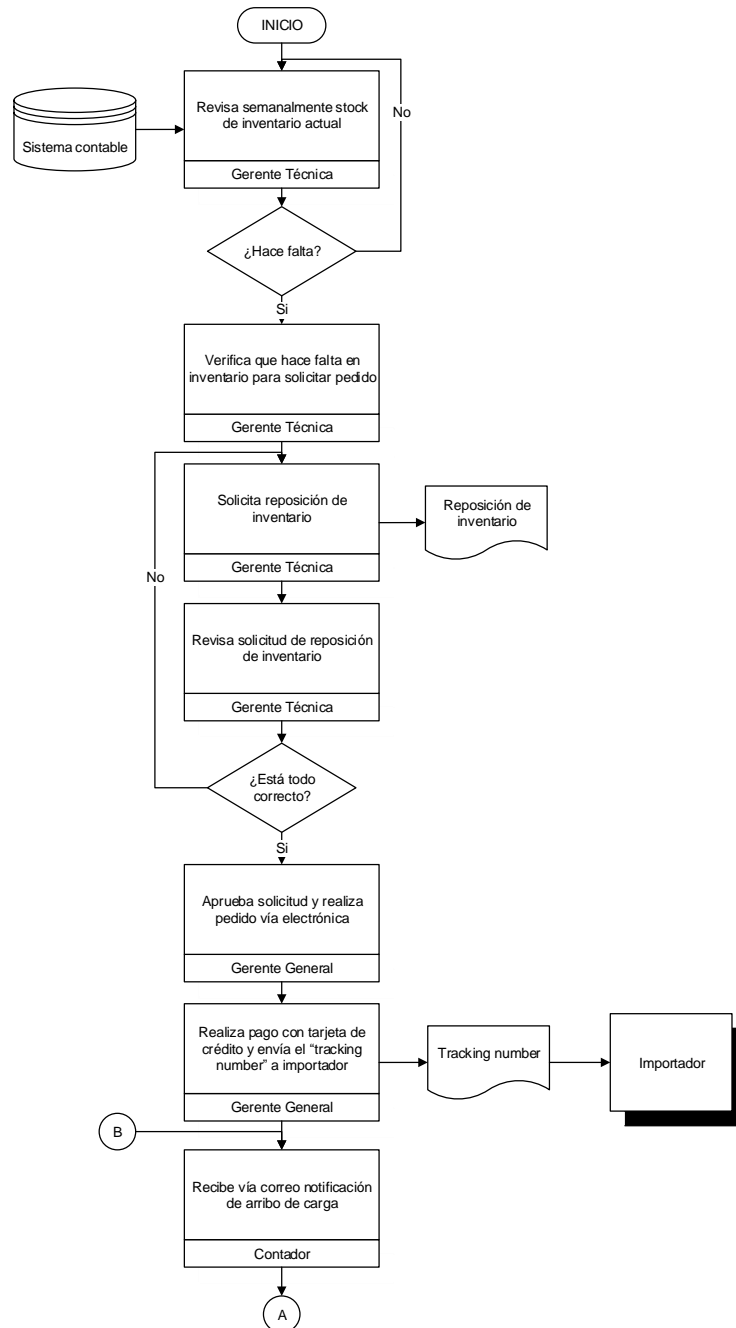 INICIO
Revisa semanalmente stock
de inventario actual
Gerente Técnica
Sistema contable
No
¿Hace falta?
Si
Verifica que hace falta en
inventario para solicitar pedido
Gerente Técnica
Solicita reposición de
inventario
Gerente Técnica
Reposición de
inventario
No
Revisa solicitud de reposición
de inventario
Gerente Técnica
¿Está todo
correcto?
Si
Aprueba solicitud y realiza
pedido vía electrónica
Gerente General
Realiza pago con tarjeta de
crédito y envía el “tracking
number” a importador
Gerente General
Tracking number
Importador
B
Recibe vía correo notificación
de arribo de carga
Contador
A